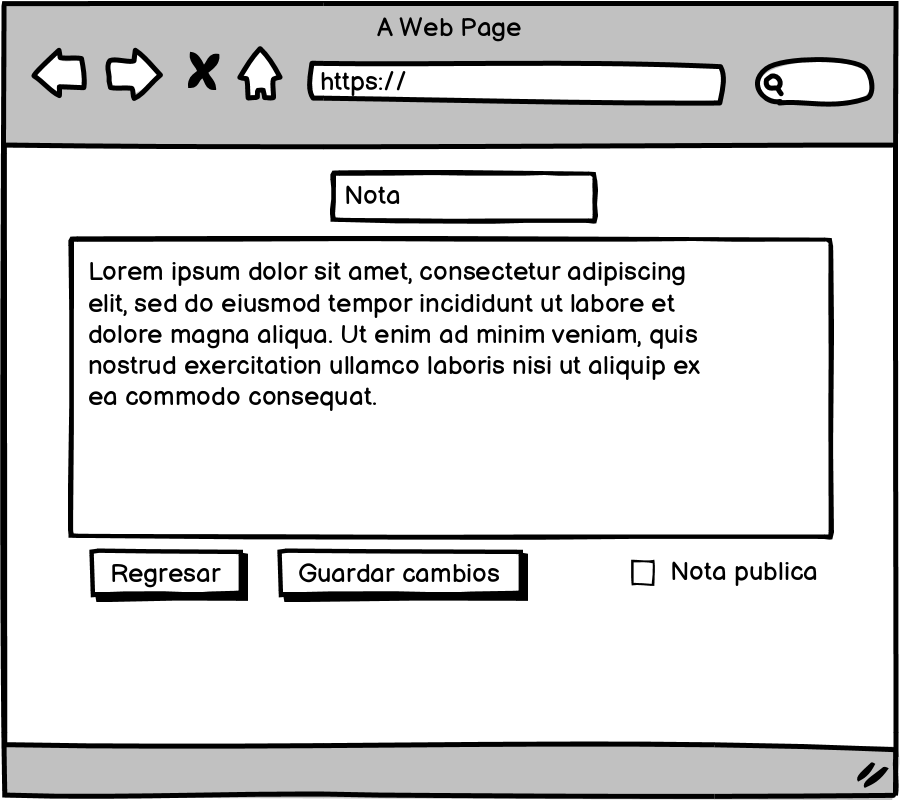 A Web Page
https://
Nota
Lorem ipsum dolor sit amet, consectetur adipiscing
elit, sed do eiusmod tempor incididunt ut labore et
dolore magna aliqua. Ut enim ad minim veniam, quis
nostrud exercitation ullamco laboris nisi ut aliquip ex
ea commodo consequat.
Regresar
Guardar cambios
Nota publica